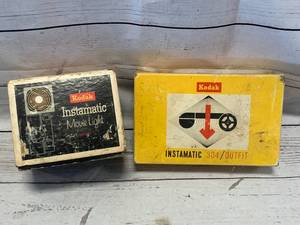 Kodak
Instamatic
Movie Light
Kodak
INSTAMATIC 304/OUTFIT